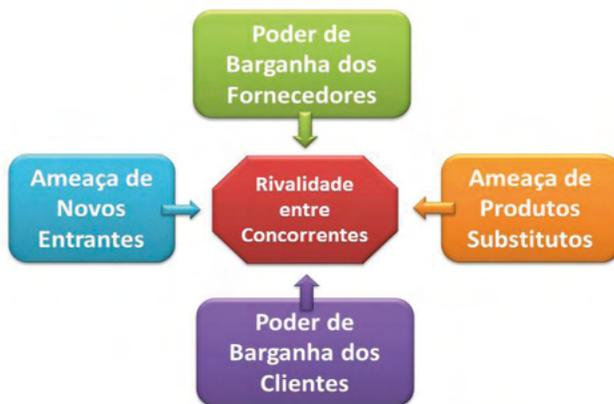 Poder de
Barganha dos
Fornecedores
Ameaça de
Novos
Entrantes
Rivalidade
entre
Concorrentes
Ameaça de
Produtos
Substitutos
Poder de
Barganha dos
Clientes